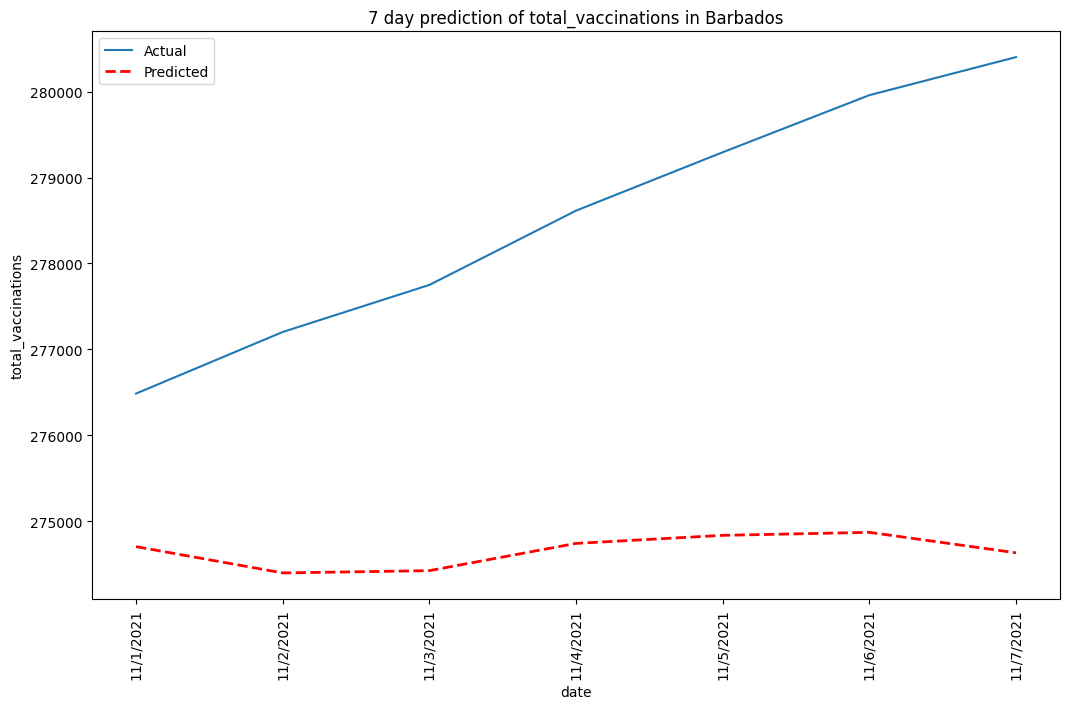 7 day prediction of total_vaccinations in Barbados
Actual
Predicted
280000
279000
278000
277000
276000
275000
total_vaccinations
11/1/2021
11/2/2021
11/3/2021
11/4/2021
11/5/2021
11/6/2021
11/7/2021
date